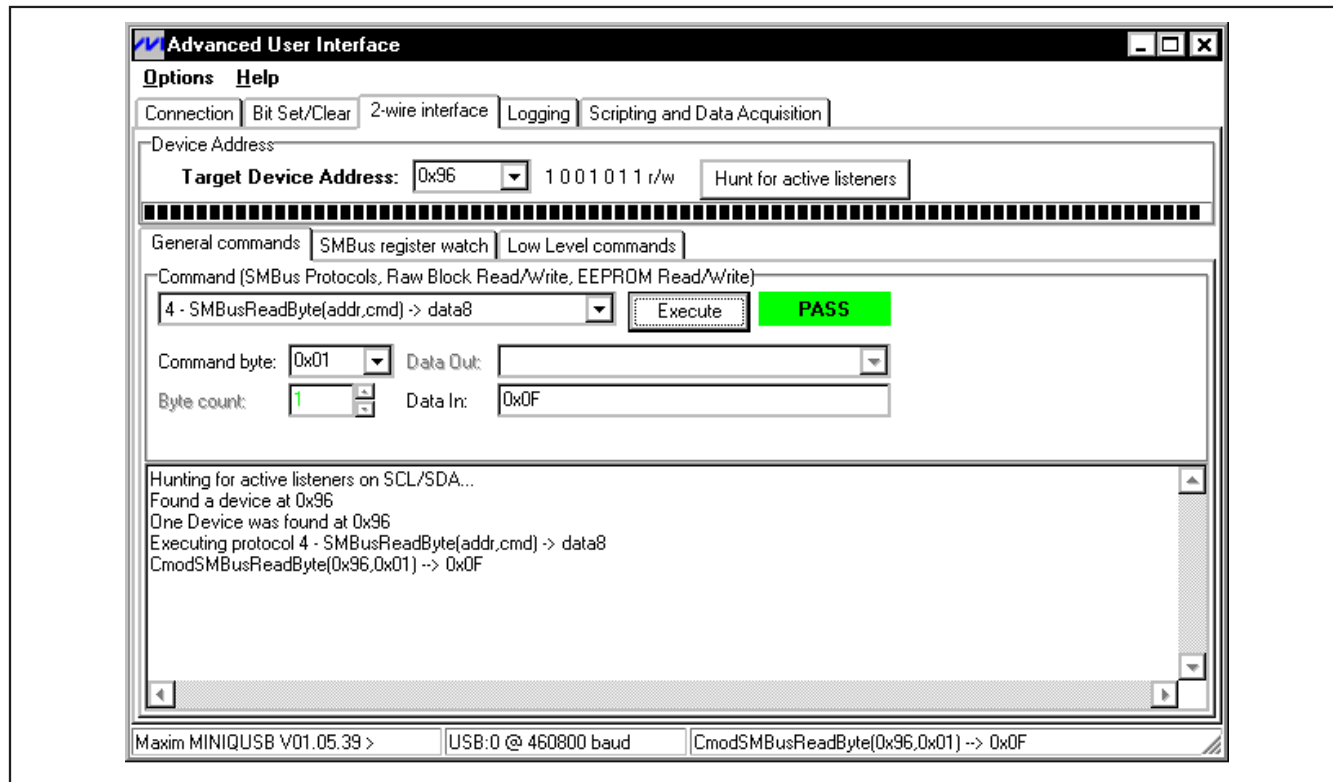 Advanced User Interface
Options Help
Connection Bit Set/Clear 2-wire interface Logging Scripting and Data Acquisition
Device Address
Target Device Address: 0x96 1 0 0 1 0 1 1 r/w Hunt for active listeners
General commands SMBus register watch Low Level commands
Command (SMBus Protocols, Raw Block Read/Write, EEPROM Read/Write)
4 - SMBusReadByte(addr,cmd) -> data8 Execute PASS
Command byte: 0x01 Data Out:
Byte count: 1 Data In: 0x0F
Hunting for active listeners on SCL/SDA...
Found a device at 0x96
One Device was found at 0x96
Executing protocol 4 - SMBusReadByte(addr,cmd) -> data8
CmodSMBusReadByte(0x96,0x01) --> 0x0F
Maxim MINIQUSB V01.05.39 > USB:0 @ 460800 baud CmodSMBusReadByte(0x96,0x01) --> 0x0F